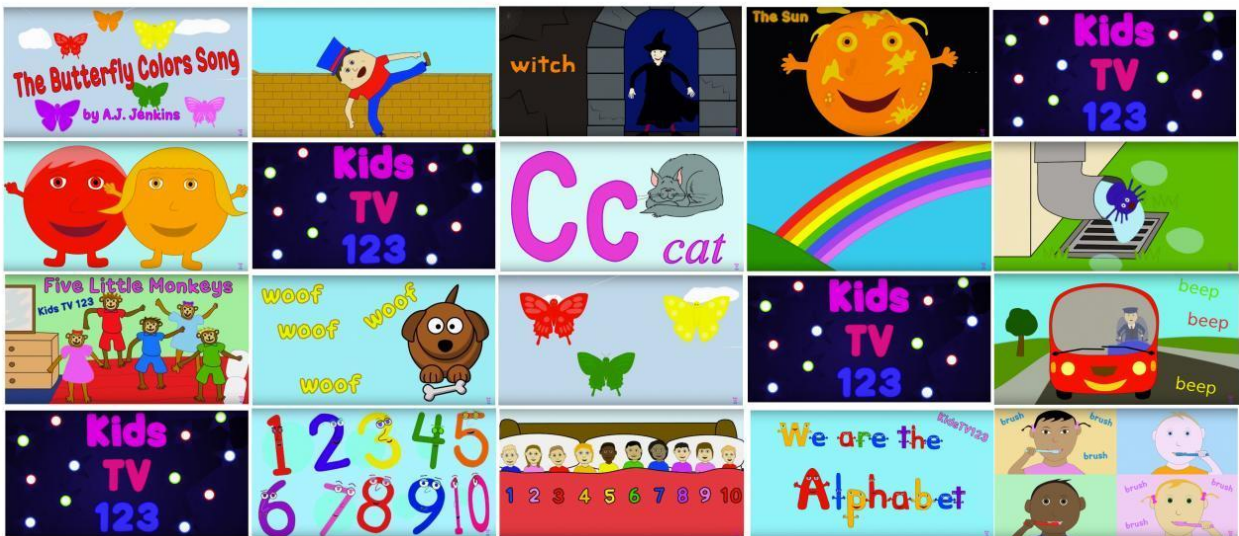 The Butterfly Colors Song
by A.J. Jenkins
witch
The Sun
Kids
TV
123
Kids
TV
123
Cc
cat
Five Little Monkeys
Kids TV 123
woof
woof
woof
woof
Kids
TV
123
beep
beep
beep
Kids
TV
123
1 2 3 4 5
6 7 8 9 10
1 2 3 4 5 6 7 8 9 10
KidsTV123
We are the
Alphabet
brush
brush
brush
brush
brush